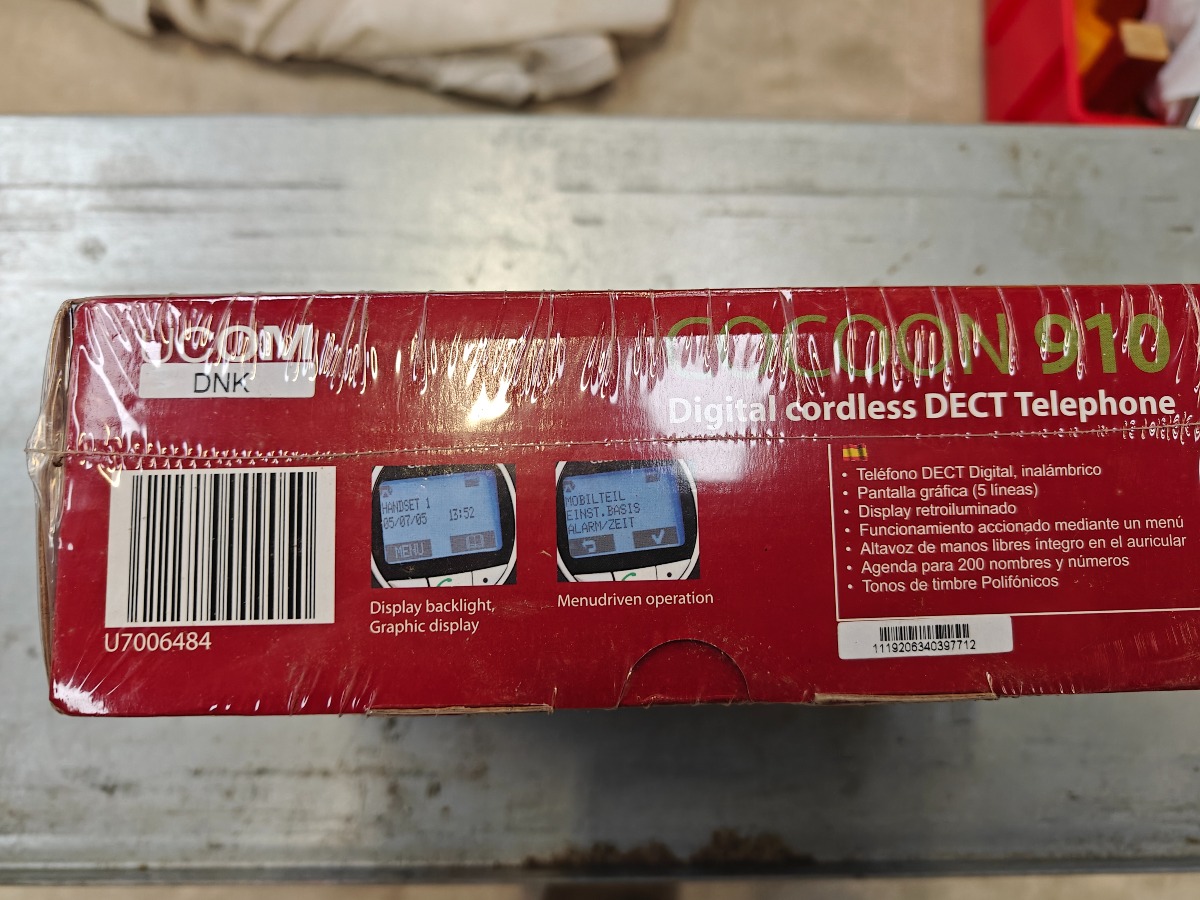 COM
DNK
COCOON 910
Digital cordless DECT Telephone
U7006484
HANDSET 1
05/07/05 13:52
MENU
Display backlight,
Graphic display
MOBILTEIL
EINST.BASIS
ALARM/ZEIT
Menudriven operation
• Teléfono DECT Digital, inalámbrico
• Pantalla gráfica (5 líneas)
• Display retroiluminado
• Funcionamiento accionado mediante un menú
• Altavoz de manos libres íntegro en el auricular
• Agenda para 200 nombres y números
• Tonos de timbre Polifónicos
1119206340397712